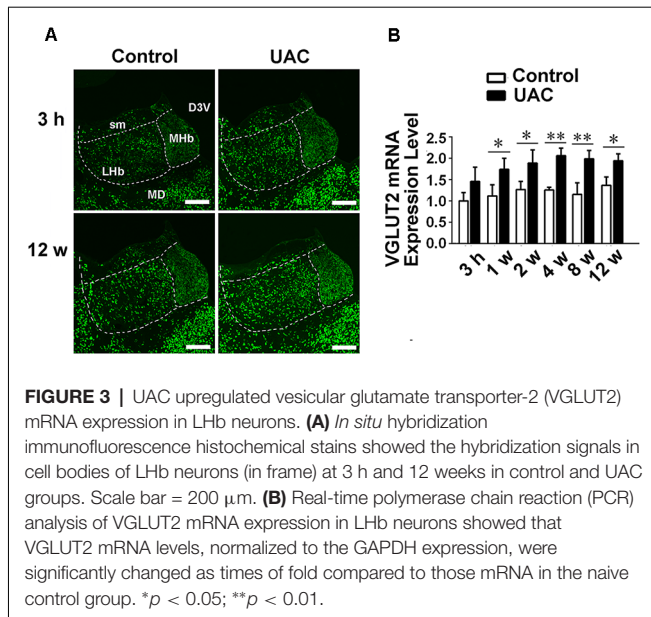 A
B
Control
UAC
3 h
D3V
sm
MHb
LHb
MD
12 w
Control
UAC
VGLUT2 mRNA
Expression Level
2.5
2.0
1.5
1.0
0.5
0.0
* * ** ** *
3 h 1 w 2 w 4 w 8 w 12 w
FIGURE 3 | UAC upregulated vesicular glutamate transporter-2 (VGLUT2)
mRNA expression in LHb neurons. (A) In situ hybridization
immunofluorescence histochemical stains showed the hybridization signals in
cell bodies of LHb neurons (in frame) at 3 h and 12 weeks in control and UAC
groups. Scale bar = 200 μm. (B) Real-time polymerase chain reaction (PCR)
analysis of VGLUT2 mRNA expression in LHb neurons showed that
VGLUT2 mRNA levels, normalized to the GAPDH expression, were
significantly changed as times of fold compared to those mRNA in the naive
control group. *p < 0.05; **p < 0.01.